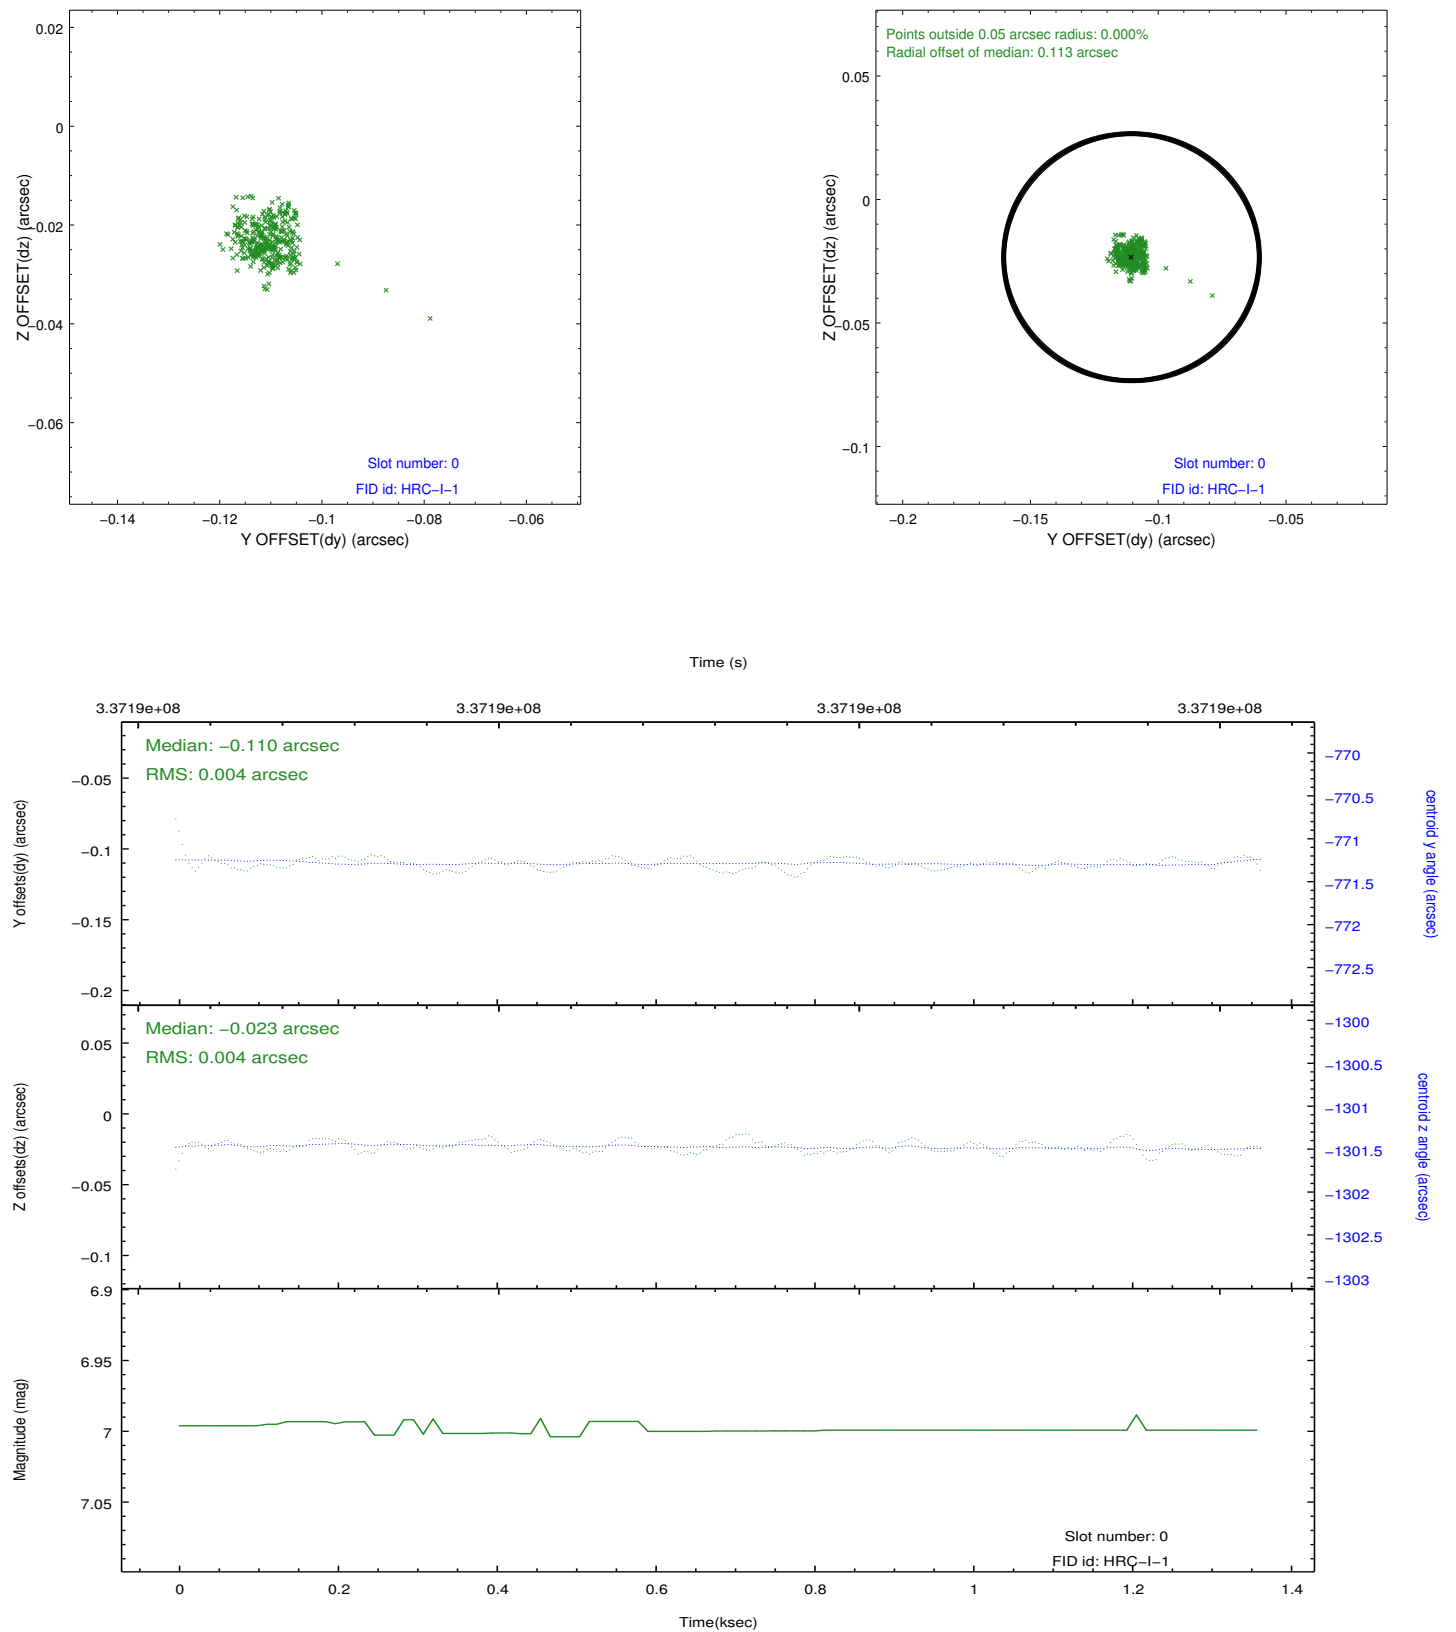 0.02
0
−0.02
−0.04
−0.06
Z OFFSET(dz) (arcsec)
Slot number: 0
FID id: HRC−I−1
−0.14 −0.12 −0.1 −0.08 −0.06
Y OFFSET(dy) (arcsec)
Points outside 0.05 arcsec radius: 0.000%
Radial offset of median: 0.113 arcsec
0.05
0
−0.05
−0.1
Z OFFSET(dz) (arcsec)
Slot number: 0
FID id: HRC−I−1
−0.2 −0.15 −0.1 −0.05
Y OFFSET(dy) (arcsec)
Time (s)
3.3719e+08 3.3719e+08 3.3719e+08 3.3719e+08
Median: −0.110 arcsec
RMS: 0.004 arcsec
−0.05
−0.1
−0.15
−0.2
Y offsets(dy) (arcsec)
−770
−770.5
−771
−771.5
−772
−772.5
centroid y angle (arcsec)
Median: −0.023 arcsec
RMS: 0.004 arcsec
0.05
0
−0.05
−0.1
Z offsets(dz) (arcsec)
−1300
−1300.5
−1301
−1301.5
−1302
−1302.5
−1303
centroid z angle (arcsec)
6.9
6.95
7
7.05
Magnitude (mag)
Slot number: 0
FID id: HRC−I−1
0 0.2 0.4 0.6 0.8 1 1.2 1.4
Time(ksec)